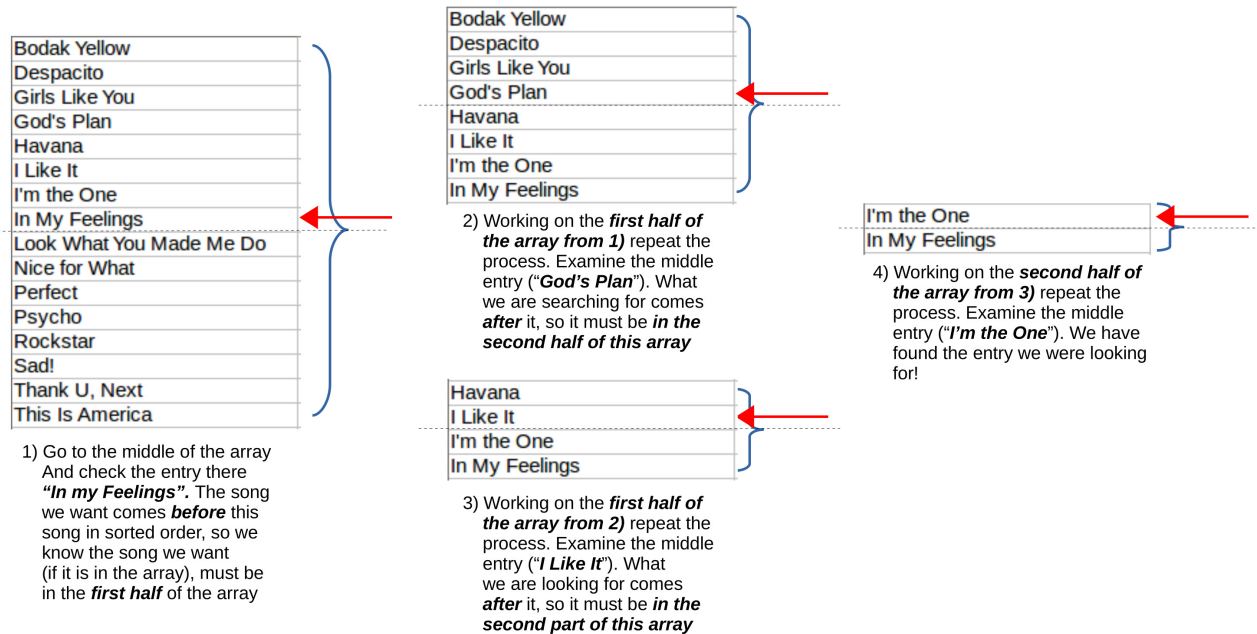 Bodak Yellow
Despacito
Girls Like You
God's Plan
Havana
I Like It
I'm the One
In My Feelings
Look What You Made Me Do
Nice for What
Perfect
Psycho
Rockstar
Sad!
Thank U, Next
This Is America
1) Go to the middle of the array
And check the entry there
“In my Feelings”. The song
we want comes before this
song in sorted order, so we
know the song we want
(if it is in the array), must be
in the first half of the array
Bodak Yellow
Despacito
Girls Like You
God's Plan
Havana
I Like It
I'm the One
In My Feelings
2) Working on the first half of
the array from 1) repeat the
process. Examine the middle
entry (“God’s Plan”). What
we are searching for comes
after it, so it must be in the
second half of this array
Havana
I Like It
I'm the One
In My Feelings
3) Working on the first half of
the array from 2) repeat the
process. Examine the middle
entry (“I Like It”). What
we are looking for comes
after it, so it must be in the
second part of this array
I'm the One
In My Feelings
4) Working on the second half of
the array from 3) repeat the
process. Examine the middle
entry (“I’m the One”). We have
found the entry we were looking
for!